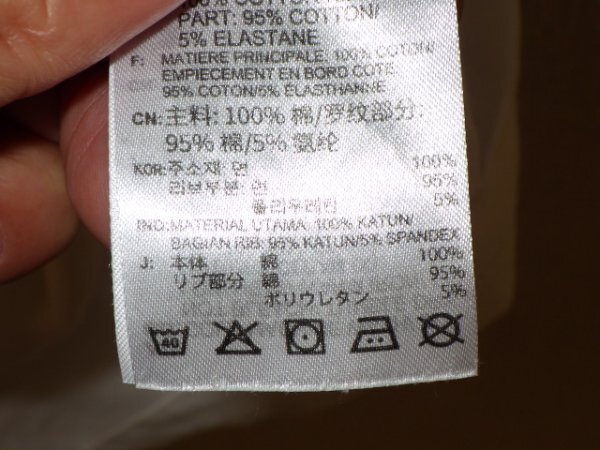 100% COTTON
PART: 95% COTTON/
5% ELASTANE
F: MATIERE PRINCIPALE: 100% COTON/
EMPIECEMENT EN BORD COTE:
95% COTON/5% ELASTHANNE
CN: 主料: 100% 棉/罗纹部分:
95% 棉/5% 氨纶
KOR: 주소재: 면 100%
리브부분: 면 95%
폴리우레탄 5%
IND: MATERIAL UTAMA: 100% KATUN/
BAGIAN RIB: 95% KATUN/5% SPANDEX
J: 本体 棉 100%
リブ部分 綿 95%
ポリウレタン 5%
40